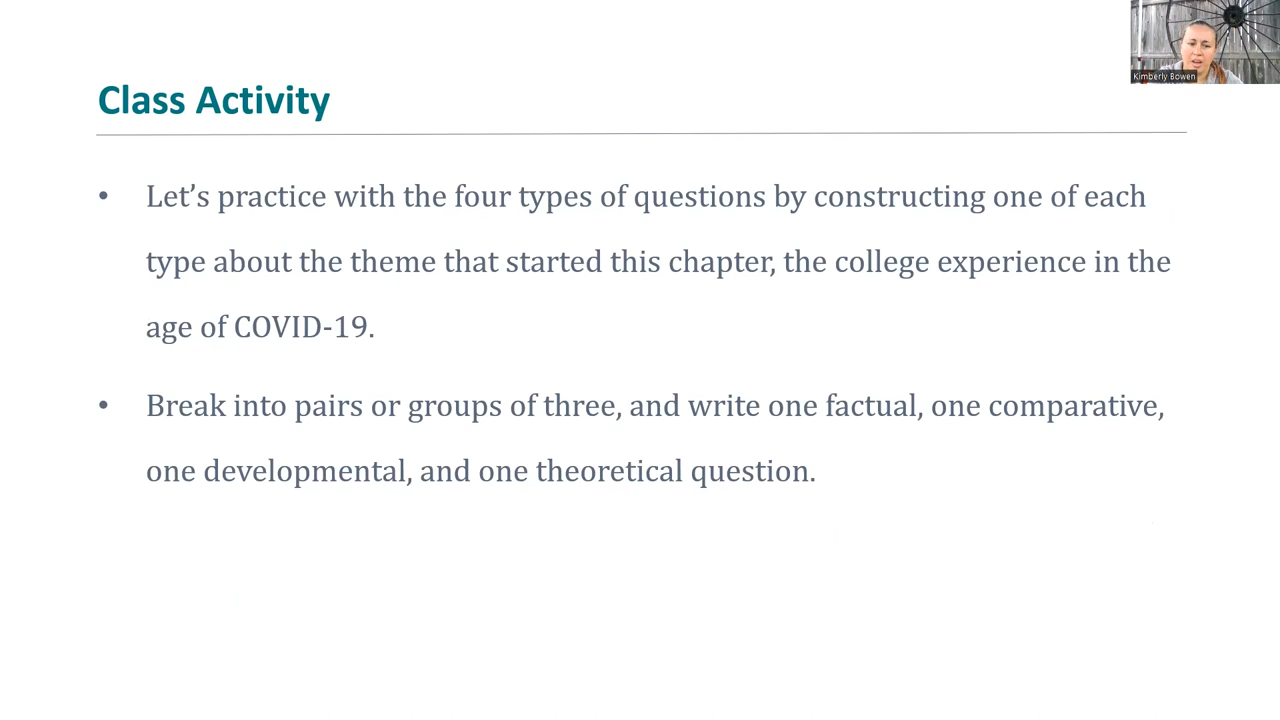 Kimberly Bowen
Class Activity
• Let’s practice with the four types of questions by constructing one of each
type about the theme that started this chapter, the college experience in the
age of COVID-19.
• Break into pairs or groups of three, and write one factual, one comparative,
one developmental, and one theoretical question.